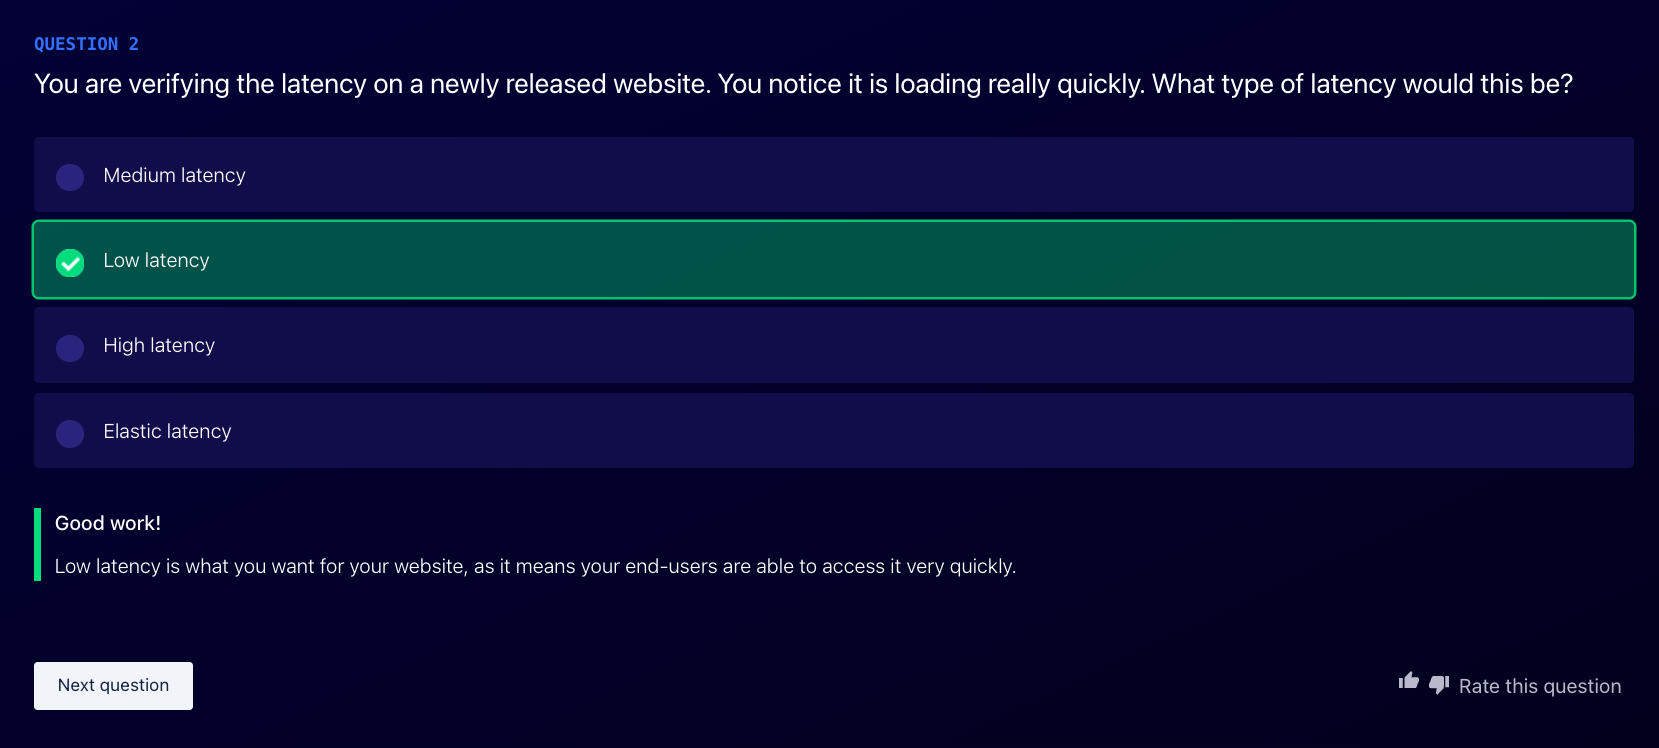 QUESTION 2
You are verifying the latency on a newly released website. You notice it is loading really quickly. What type of latency would this be?
Medium latency
Low latency
High latency
Elastic latency
Good work!
Low latency is what you want for your website, as it means your end-users are able to access it very quickly.
Next question
Rate this question